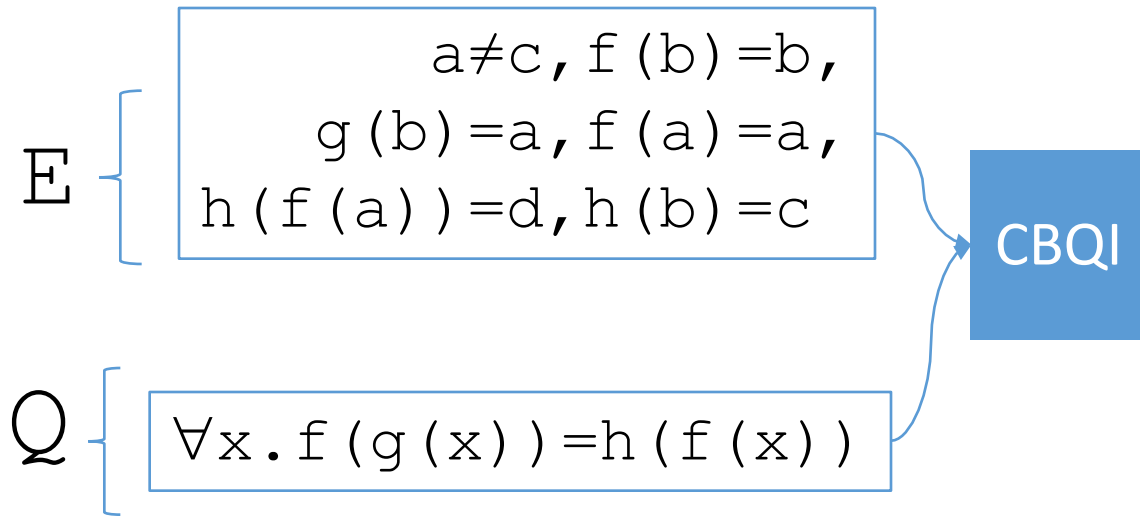 E
a≠c,f(b)=b,
g(b)=a,f(a)=a,
h(f(a))=d,h(b)=c
CBQI
Q
∀x.f(g(x))=h(f(x))